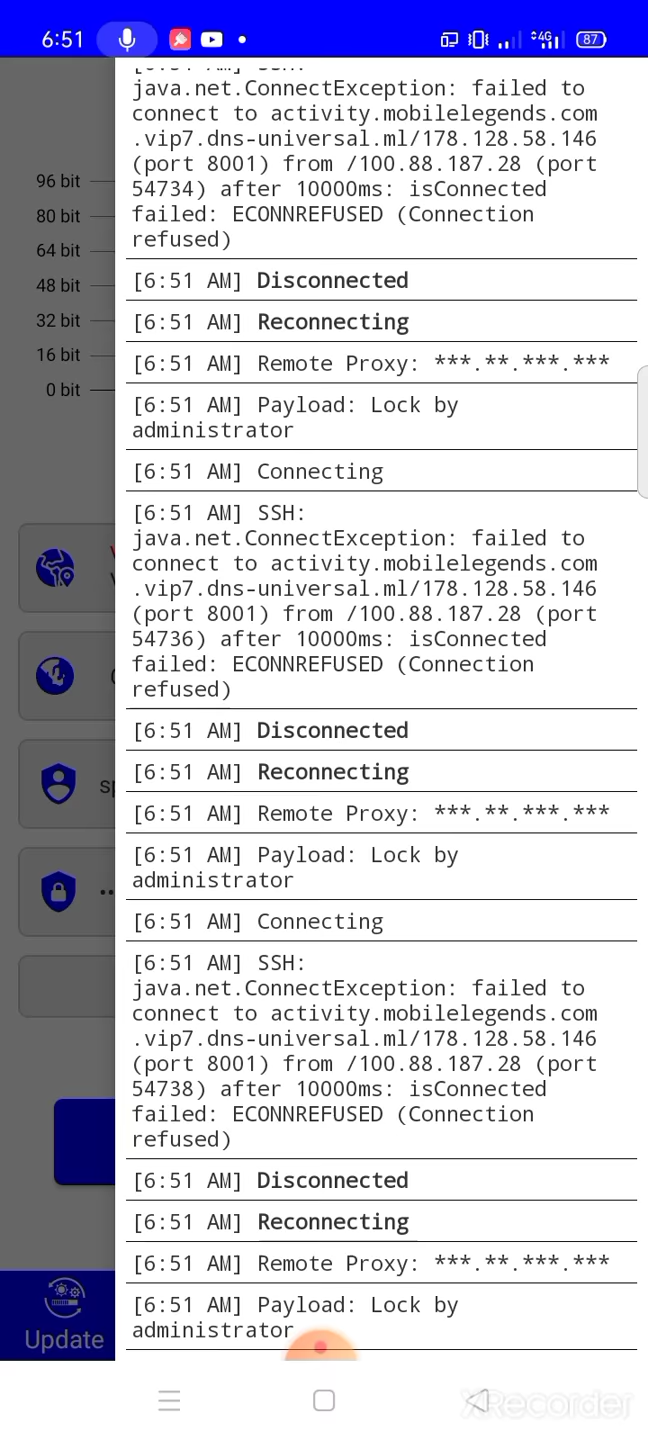 6:51
4G
87
[6:51 AM] SSH:
java.net.ConnectException: failed to
connect to activity.mobilelegends.com
.vip7.dns-universal.ml/178.128.58.146
(port 8001) from /100.88.187.28 (port
54734) after 10000ms: isConnected
failed: ECONNREFUSED (Connection
refused)
96 bit
80 bit
64 bit
48 bit
32 bit
16 bit
0 bit
[6:51 AM] Disconnected
[6:51 AM] Reconnecting
[6:51 AM] Remote Proxy: ***.**.***.***
[6:51 AM] Payload: Lock by
administrator
[6:51 AM] Connecting
[6:51 AM] SSH:
java.net.ConnectException: failed to
connect to activity.mobilelegends.com
.vip7.dns-universal.ml/178.128.58.146
(port 8001) from /100.88.187.28 (port
54736) after 10000ms: isConnected
failed: ECONNREFUSED (Connection
refused)
[6:51 AM] Disconnected
[6:51 AM] Reconnecting
[6:51 AM] Remote Proxy: ***.**.***.***
[6:51 AM] Payload: Lock by
administrator
[6:51 AM] Connecting
[6:51 AM] SSH:
java.net.ConnectException: failed to
connect to activity.mobilelegends.com
.vip7.dns-universal.ml/178.128.58.146
(port 8001) from /100.88.187.28 (port
54738) after 10000ms: isConnected
failed: ECONNREFUSED (Connection
refused)
[6:51 AM] Disconnected
[6:51 AM] Reconnecting
[6:51 AM] Remote Proxy: ***.**.***.***
[6:51 AM] Payload: Lock by
administrator
sp
••
Update
XRecorder